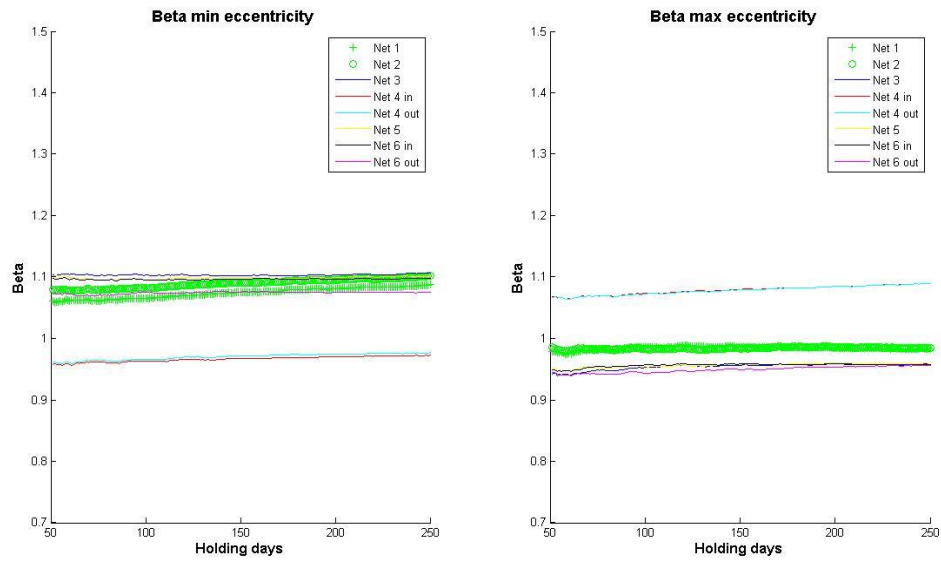 Beta min eccentricity
1.5
1.4
1.3
1.2
1.1
1
0.9
0.8
0.7
Beta
50
100
150
200
250
Holding days
Net 1
Net 2
Net 3
Net 4 in
Net 4 out
Net 5
Net 6 in
Net 6 out
Beta max eccentricity
1.5
1.4
1.3
1.2
1.1
1
0.9
0.8
0.7
Beta
50
100
150
200
250
Holding days
Net 1
Net 2
Net 3
Net 4 in
Net 4 out
Net 5
Net 6 in
Net 6 out